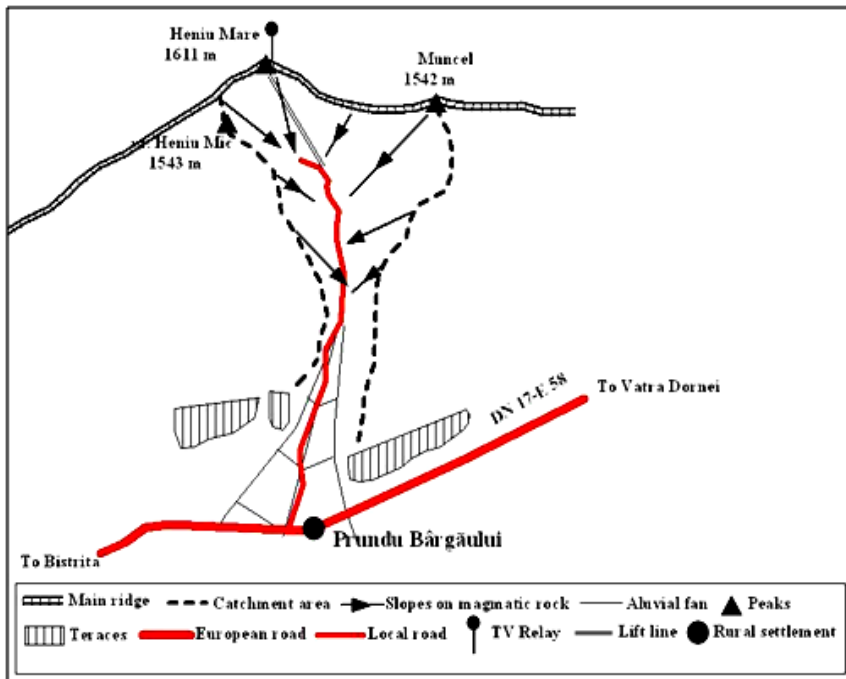 Heniu Mare
1611 m
Muncel
1542 m
Heniu Mic
1543 m
DN 17-E 58
To Vatra Dornei
Prundu Bârgăului
To Bistrita
Main ridge
Catchment area
Slopes on magmatic rock
Aluvial fan
Peaks
Teraces
European road
Local road
TV Relay
Lift line
Rural settlement